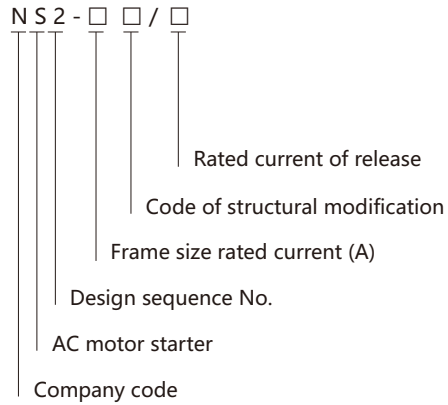 NS2-□ □/□
Rated current of release
Code of structural modification
Frame size rated current (A)
Design sequence No.
AC motor starter
Company code